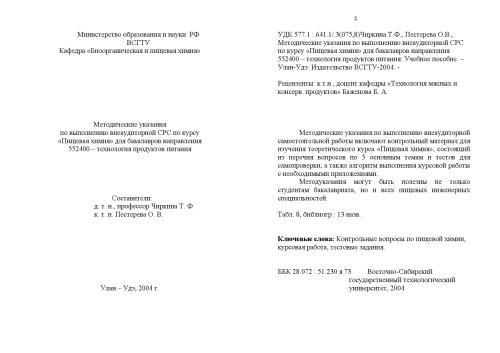 Министерство образования и науки РФ
ВСГТУ
Кафедра «Биоорганическая и пищевая химия»
Методические указания
по выполнению внеаудиторной СРС по курсу
«Пищевая химия» для бакалавров направления
552400 – технология продуктов питания
Составители:
д. т. н., профессор Чиркина Т. Ф.
к. т. н. Пестерева О. В.
Улан – Удэ, 2004 г.
2
УДК 577.1 : 641.1/.3(075,8)Чиркина Т.Ф., Пестерева О.В.,
Методические указания по выполнению внеаудиторной СРС
по курсу «Пищевая химия» для бакалавров направления
552400 – технология продуктов питания: Учебное пособие. –
Улан-Удэ: Издательство ВСГТУ-2004. -
Рецензенты: к.т.н., доцент кафедры «Технология мясных и
консерв. продуктов» Баженова Б. А.
Методические указания по выполнению внеаудиторной
самостоятельной работы включают контрольный материал для
изучения теоретического курса «Пищевая химия», состоящий
из перечня вопросов по 5 основным темам и тестов для
самопроверки, а также алгоритм выполнения курсовой работы
с необходимыми приложениями.
Методуказания могут быть полезны не только
студентам бакалавриата, но и всех пищевых инженерных
специальностей.
Табл. 8, библиогр.: 13 назв.
Ключевые слова: Контрольные вопросы по пищевой химии,
курсовая работа, тестовые задания.
ББК 28.072 : 51.230 я 73 Восточно-Сибирский
государственный технологический
университет, 2004